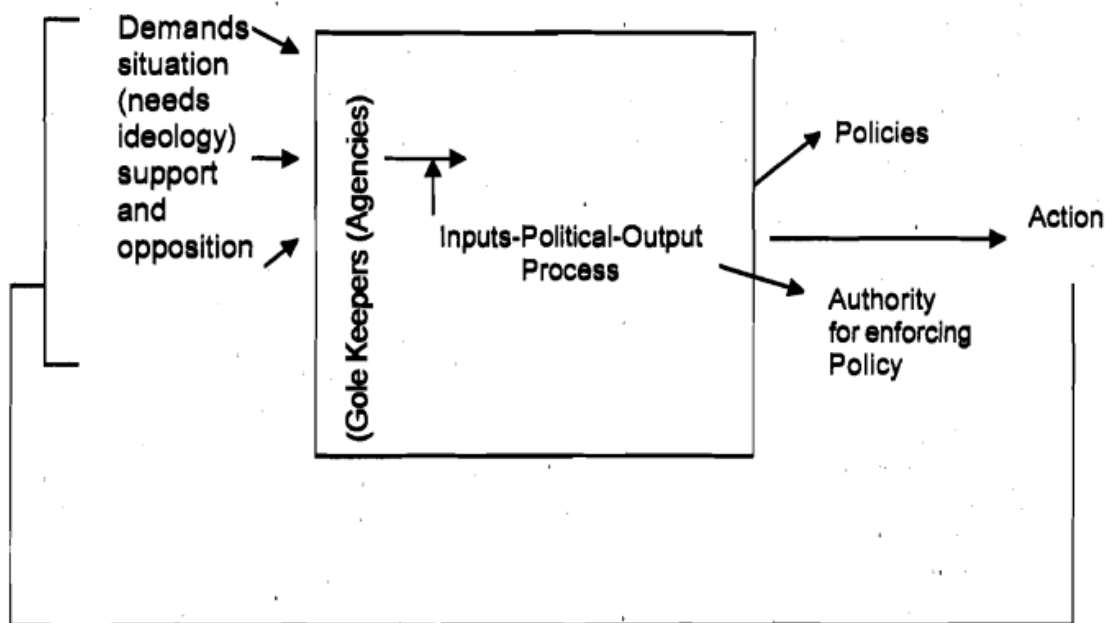 Demands
situation
(needs
ideology)
support
and
opposition
(Gole Keepers (Agencies)
Inputs-Political-Output
Process
Policies
Action
Authority
for enforcing
Policy